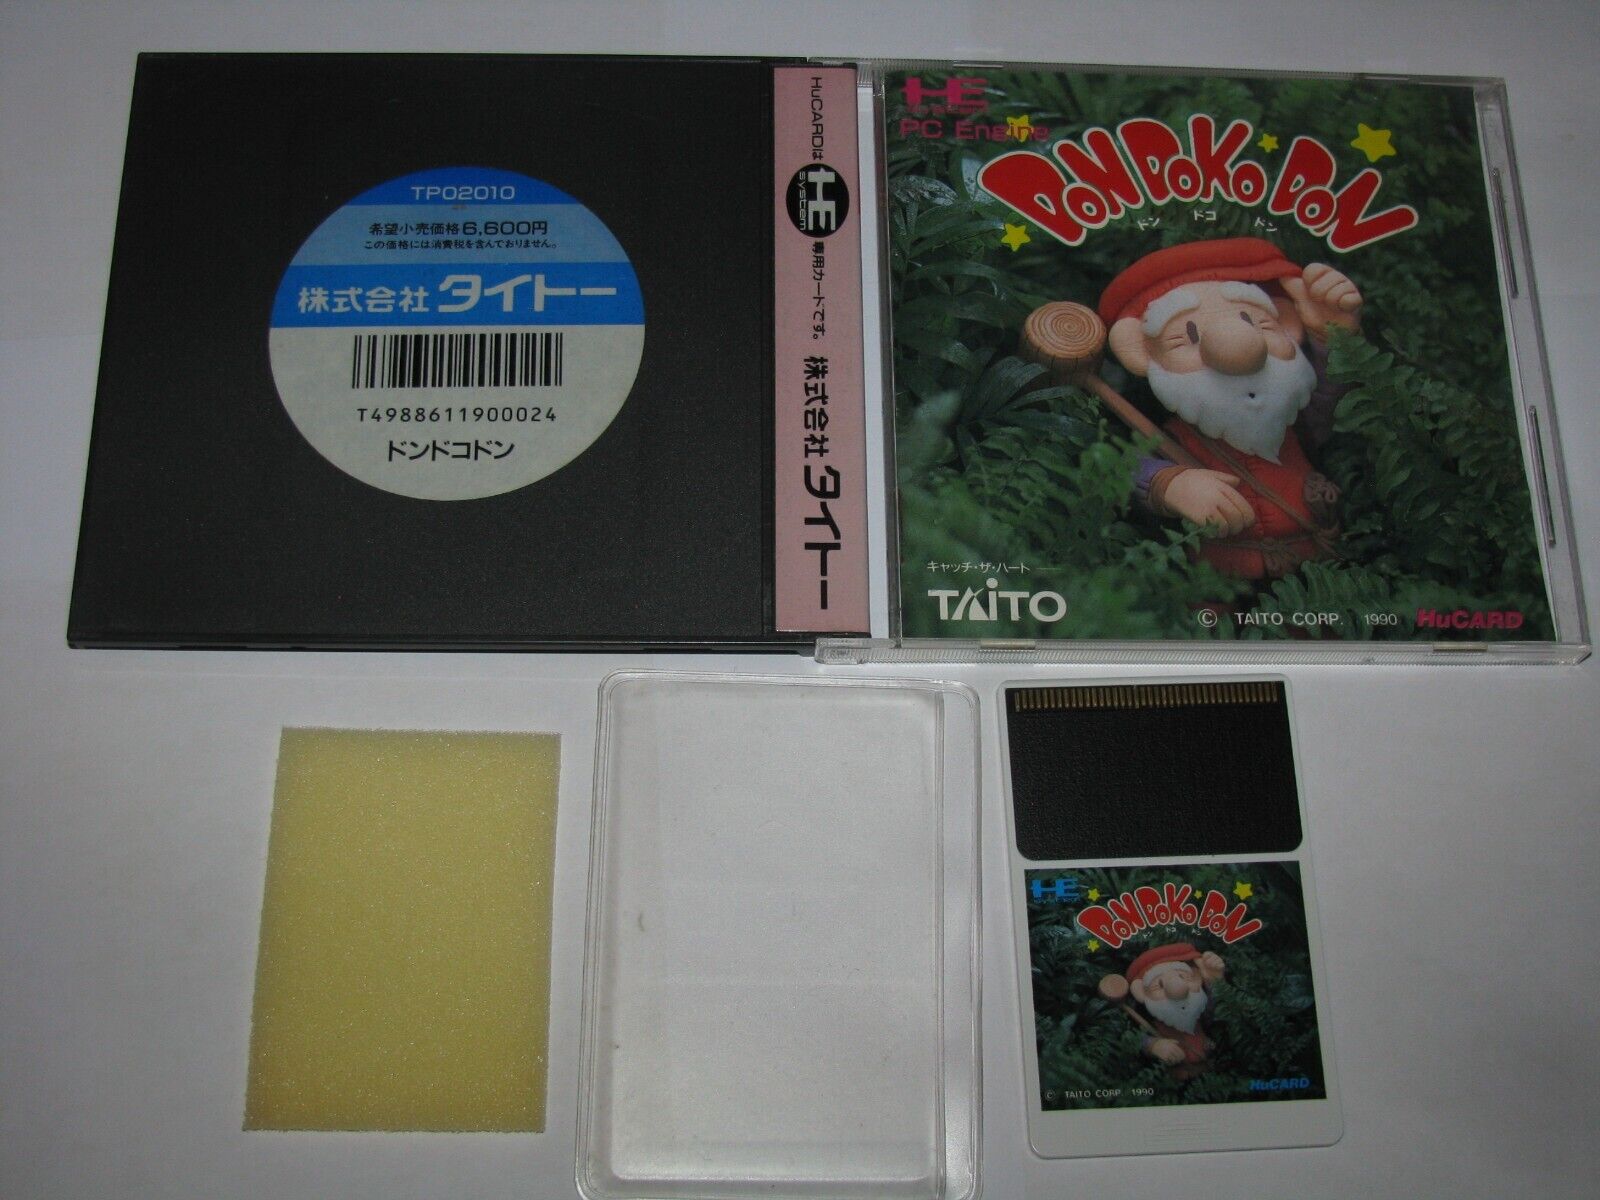 TP02010
希望小売価格6,600円
この価格には消費税を含んでおりません。
株式会社 タイトー
T4988611900024
ドンドコドン
HuCARDは HE system 専用カードです。 株式会社 タイトー
HE
SYSTEM
PC Engine
DON DOKO DON
ドン ドコ ドン
キャッチ・ザ・ハート
TAITO
© TAITO CORP. 1990 HuCARD
HE
SYSTEM
DON DOKO DON
ドン ドコ ドン
HuCARD
© TAITO CORP. 1990